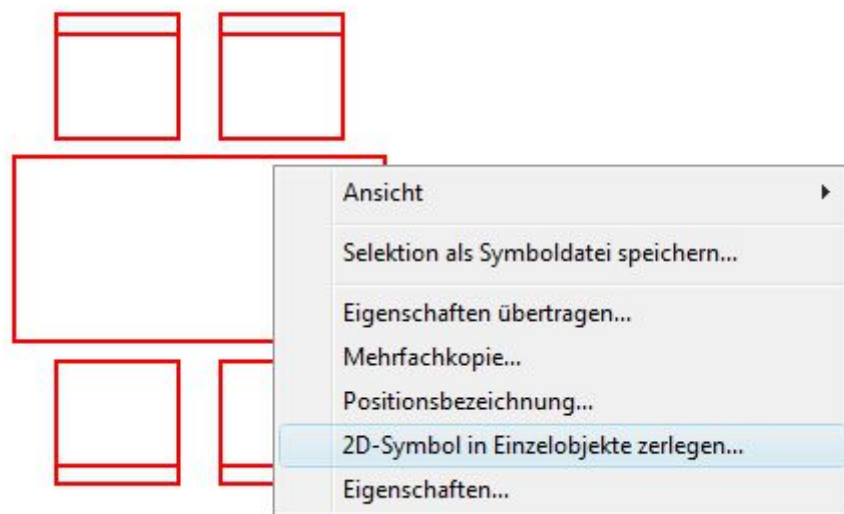 Ansicht
Selektion als Symboldatei speichern...
Eigenschaften übertragen...
Mehrfachkopie...
Positionsbezeichnung...
2D-Symbol in Einzelobjekte zerlegen...
Eigenschaften...